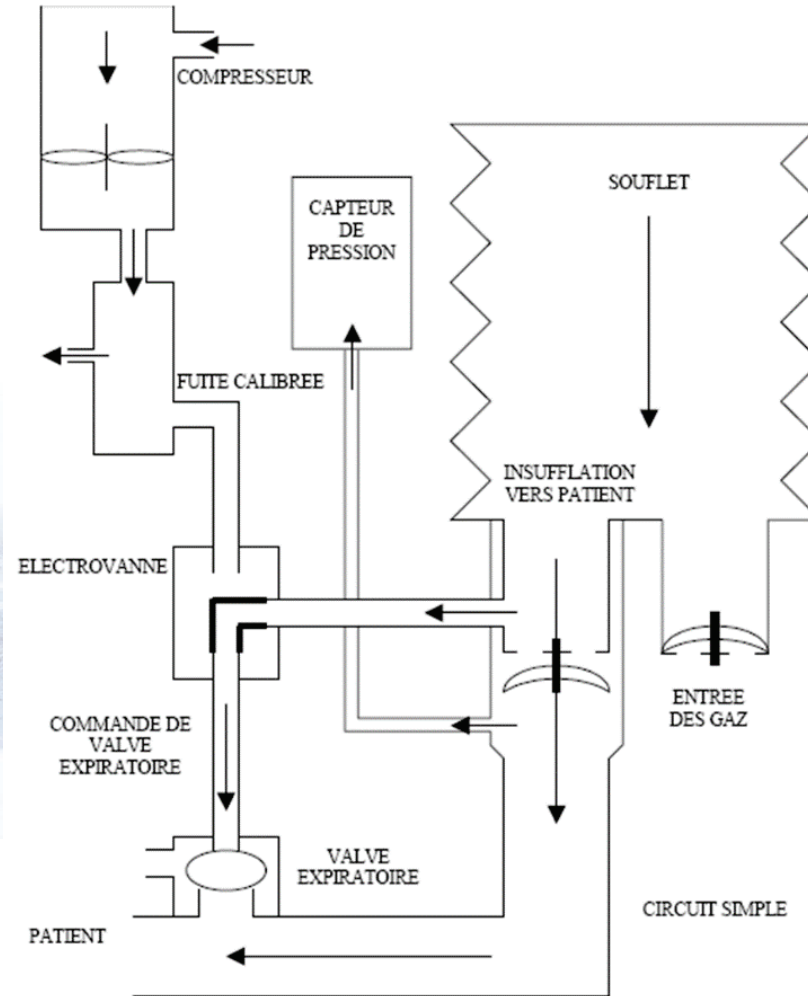 COMPRESSEUR
SOUFLET
CAPTEUR
DE
PRESSION
FUITE CALIBREE
INSUFFLATION
VERS PATIENT
ELECTROVANNE
ENTREE
DES GAZ
COMMANDE DE
VALVE
EXPIRATOIRE
VALVE
EXPIRATOIRE
CIRCUIT SIMPLE
PATIENT